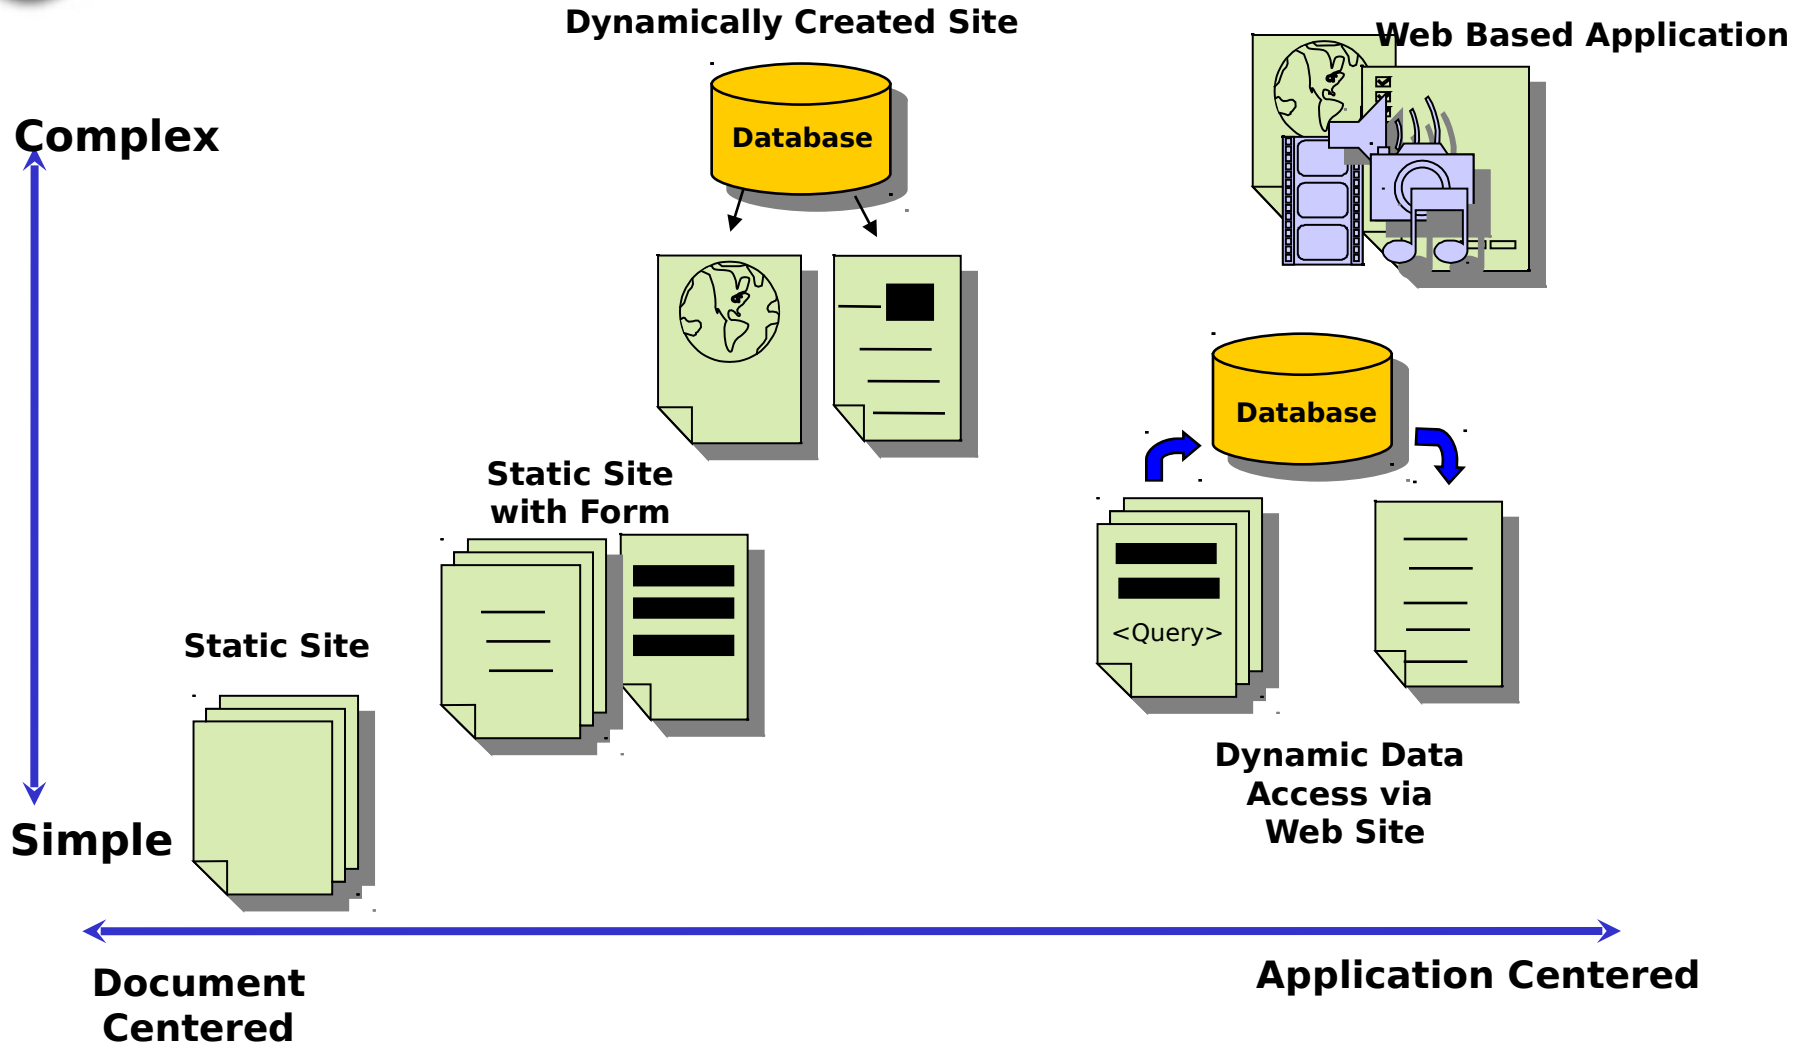 Dynamically Created Site
Web Based Application
Complex
Database
Database
Static Site
with Form
<Query>
Static Site
Dynamic Data
Access via
Web Site
Simple
Document
Centered
Application Centered